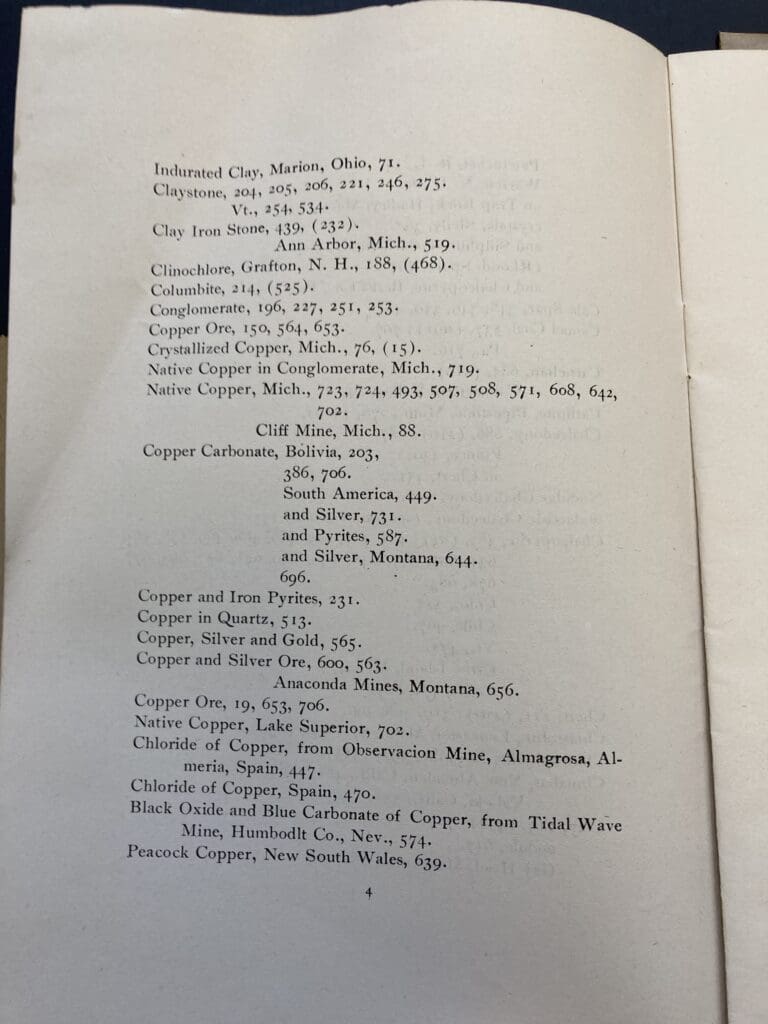 Indurated Clay, Marion, Ohio, 71.
Claystone, 204, 205, 206, 221, 246, 275.
Vt., 254, 534.
Clay Iron Stone, 439, (232).
Ann Arbor, Mich., 519.
Clinochlore, Grafton, N. H., 188, (468).
Columbite, 214, (525).
Conglomerate, 196, 227, 251, 253.
Copper Ore, 150, 564, 653.
Crystallized Copper, Mich., 76, (15).
Native Copper in Conglomerate, Mich., 719.
Native Copper, Mich., 723, 724, 493, 507, 508, 571, 608, 642,
702.
Cliff Mine, Mich., 88.
Copper Carbonate, Bolivia, 203,
386, 706.
South America, 449.
and Silver, 731.
and Pyrites, 587.
and Silver, Montana, 644.
696.
Copper and Iron Pyrites, 231.
Copper in Quartz, 513.
Copper, Silver and Gold, 565.
Copper and Silver Ore, 600, 563.
Anaconda Mines, Montana, 656.
Copper Ore, 19, 653, 706.
Native Copper, Lake Superior, 702.
Chloride of Copper, from Observacion Mine, Almagrosa, Al-
meria, Spain, 447.
Chloride of Copper, Spain, 470.
Black Oxide and Blue Carbonate of Copper, from Tidal Wave
Mine, Humbodlt Co., Nev., 574.
Peacock Copper, New South Wales, 639.
4